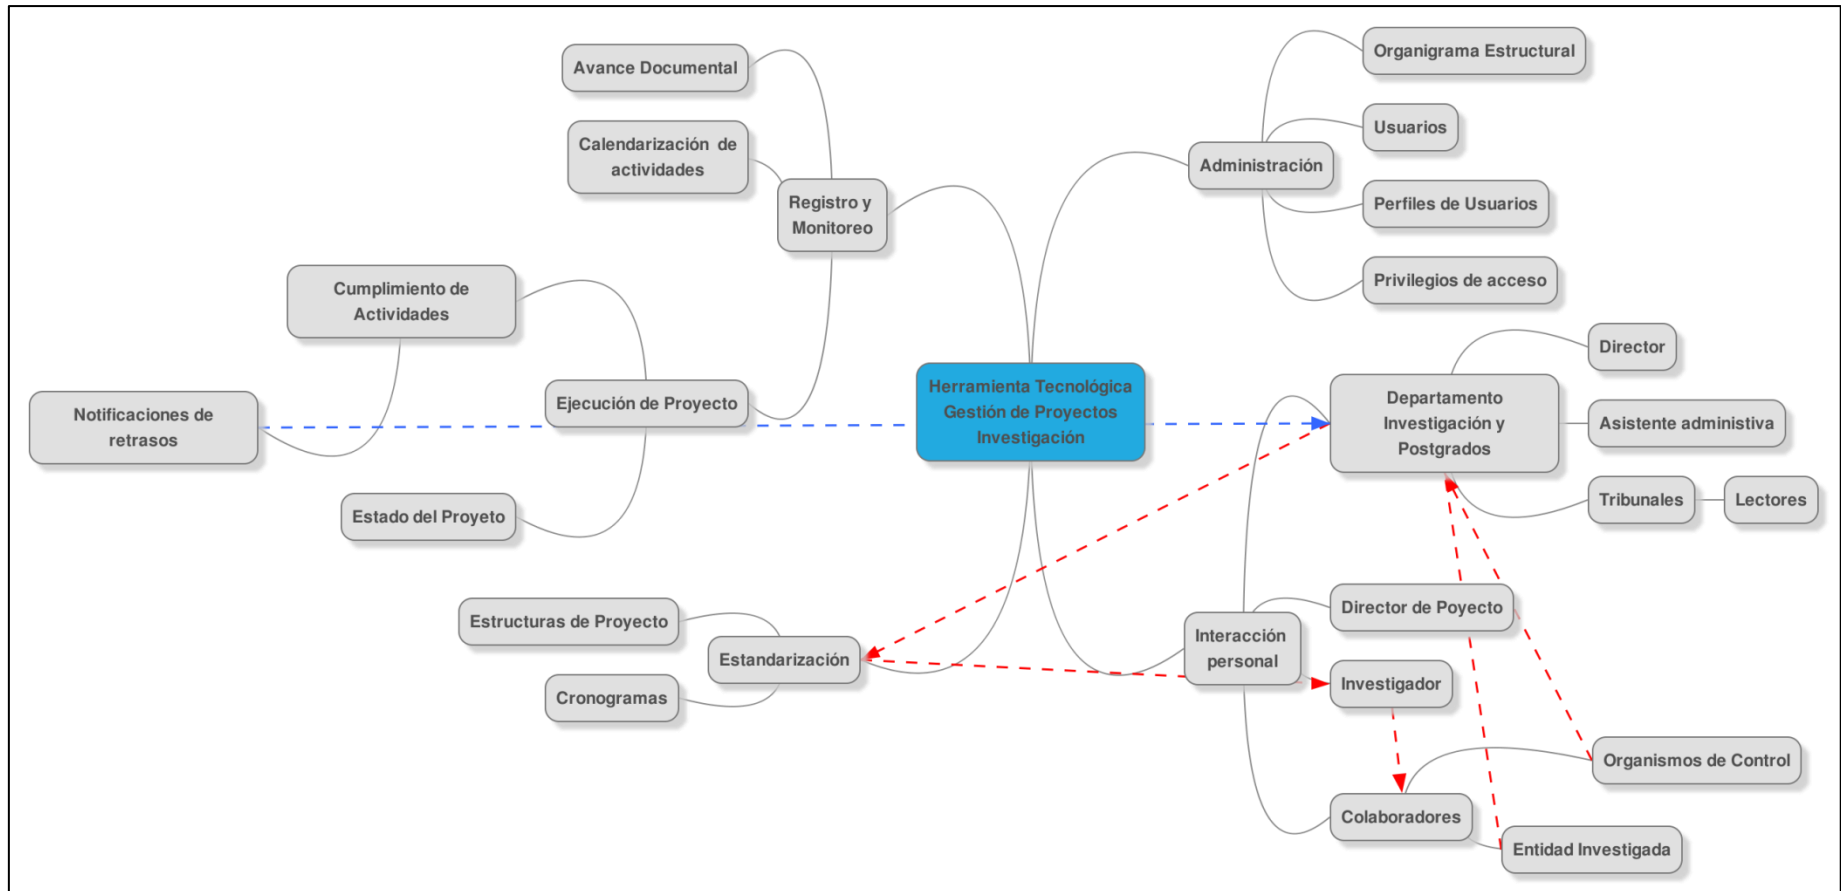 Avance Documental
Calendarización de
actividades
Registro y
Monitoreo
Cumplimiento de
Actividades
Notificaciones de
retrasos
Ejecución de Proyecto
Estado del Proyeto
Estructuras de Proyecto
Estandarización
Cronogramas
Herramienta Tecnológica
Gestión de Proyectos
Investigación
Organigrama Estructural
Usuarios
Administración
Perfiles de Usuarios
Privilegios de acceso
Director
Departamento
Investigación y
Postgrados
Asistente administiva
Tribunales
Lectores
Director de Poyecto
Interacción
personal
Investigador
Organismos de Control
Colaboradores
Entidad Investigada